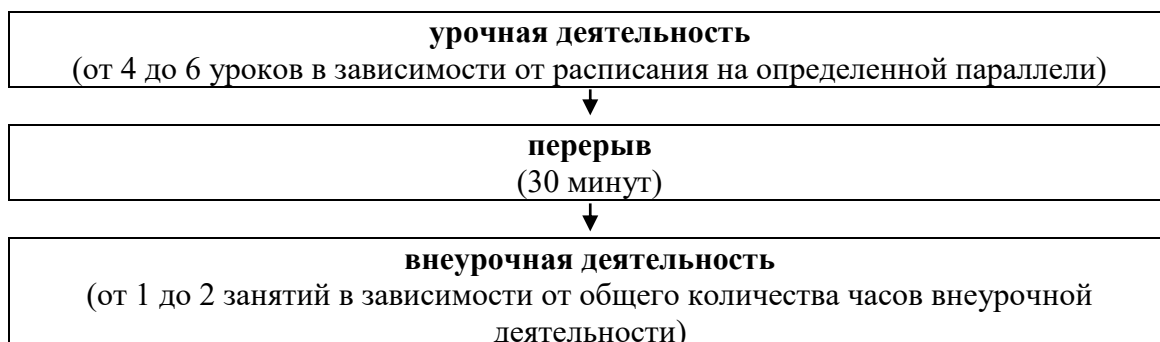 урочная деятельность
(от 4 до 6 уроков в зависимости от расписания на определенной параллели)
перерыв
(30 минут)
внеурочная деятельность
(от 1 до 2 занятий в зависимости от общего количества часов внеурочной
деятельности)